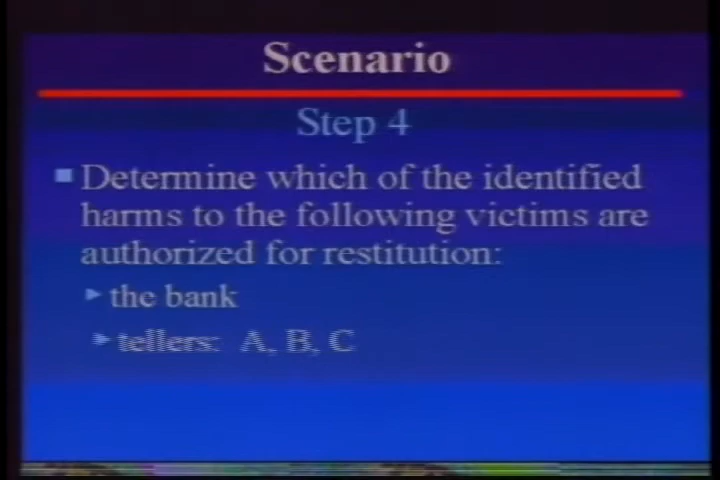 Scenario
Step 4
Determine which of the identified
harms to the following victims are
authorized for restitution:
the bank
tellers: A, B, C